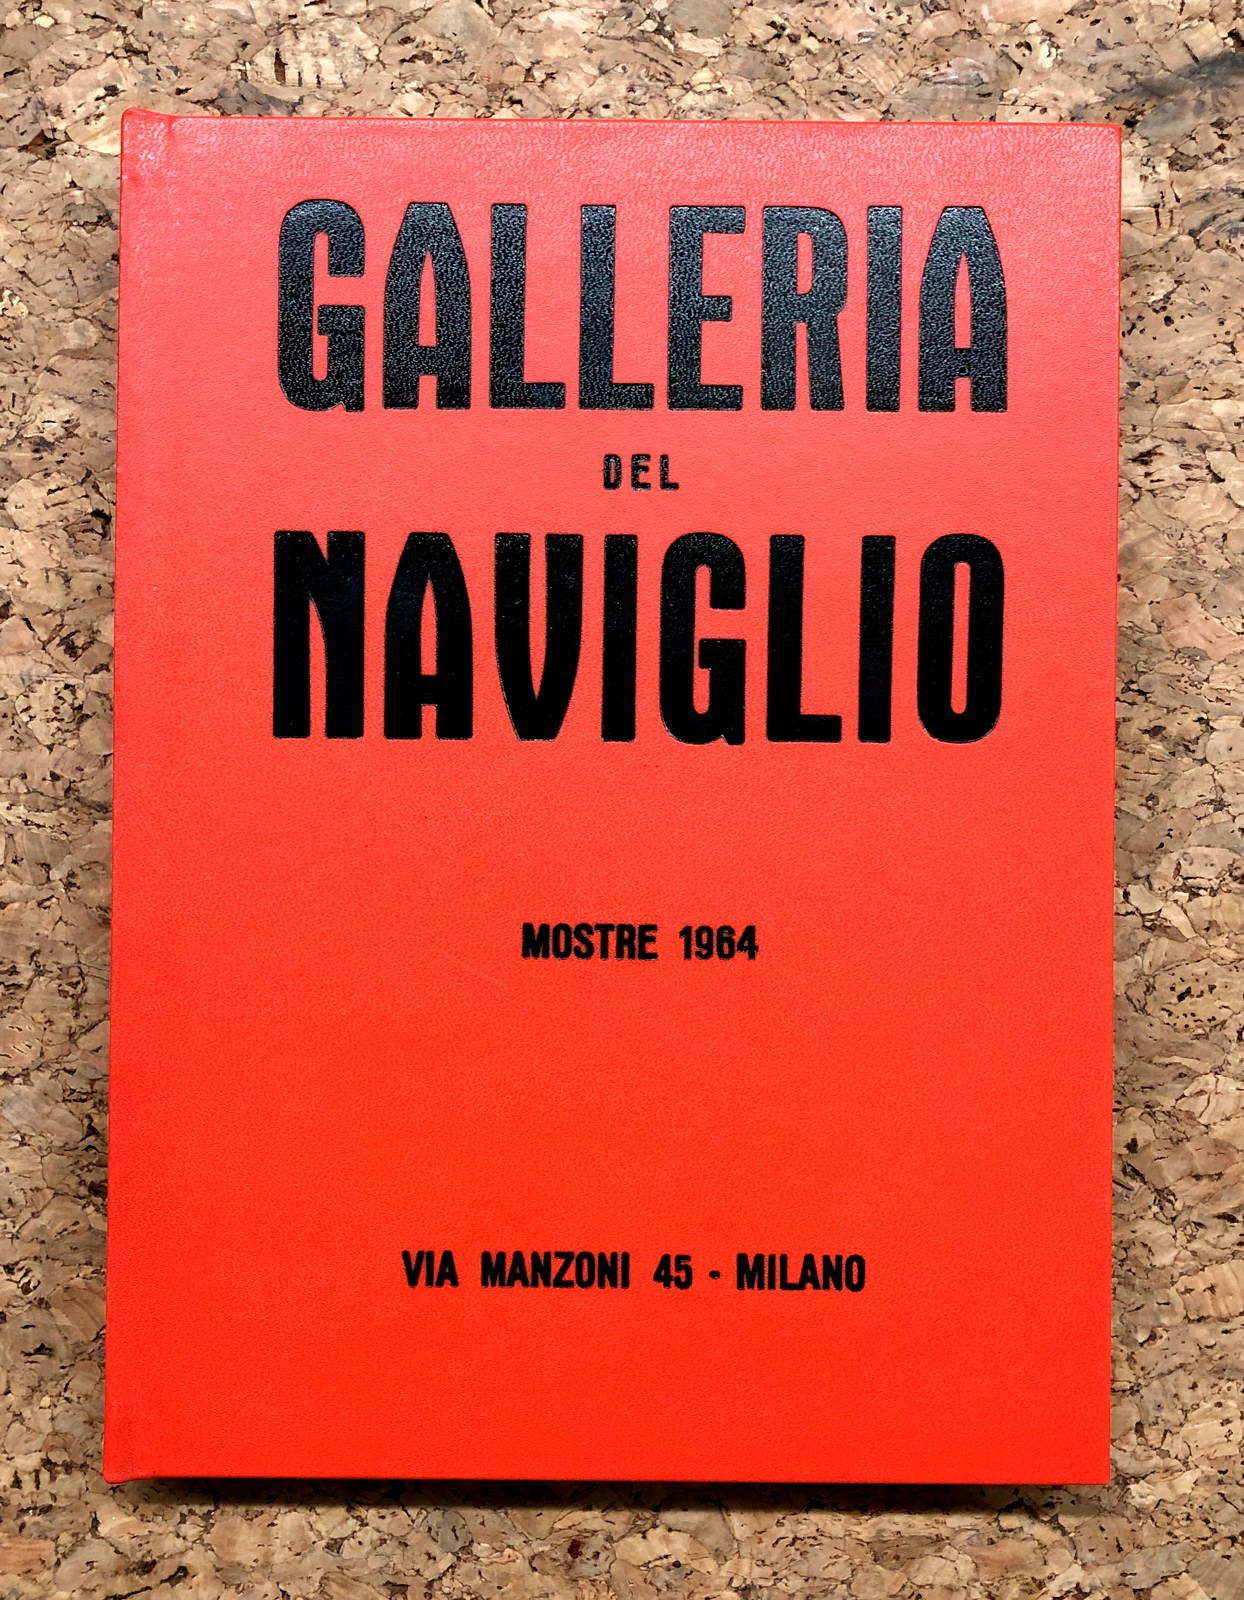 GALLERIA
DEL
NAVIGLIO
MOSTRE 1964
VIA MANZONI 45 · MILANO